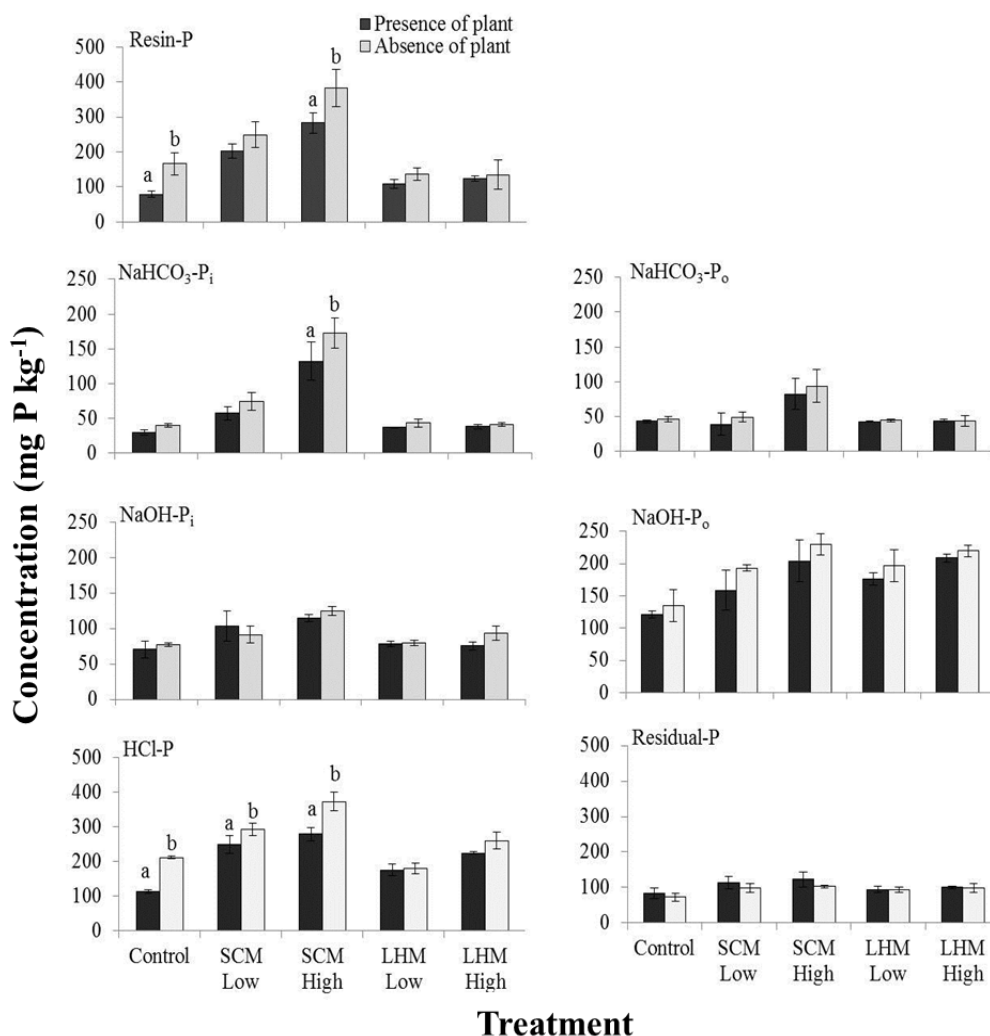 Presence of plant
Absence of plant
Resin-P
500
400
300
200
100
0
a
b
a
b
NaHCO₃-Pᵢ
250
200
150
100
50
0
a
b
NaHCO₃-Pₒ
250
200
150
100
50
0
Concentration (mg P kg⁻¹)
NaOH-Pᵢ
250
200
150
100
50
0
NaOH-Pₒ
250
200
150
100
50
0
HCl-P
500
400
300
200
100
0
a
b
a
b
a
b
Control
SCM Low
SCM High
LHM Low
LHM High
Residual-P
500
400
300
200
100
0
Control
SCM Low
SCM High
LHM Low
LHM High
Treatment